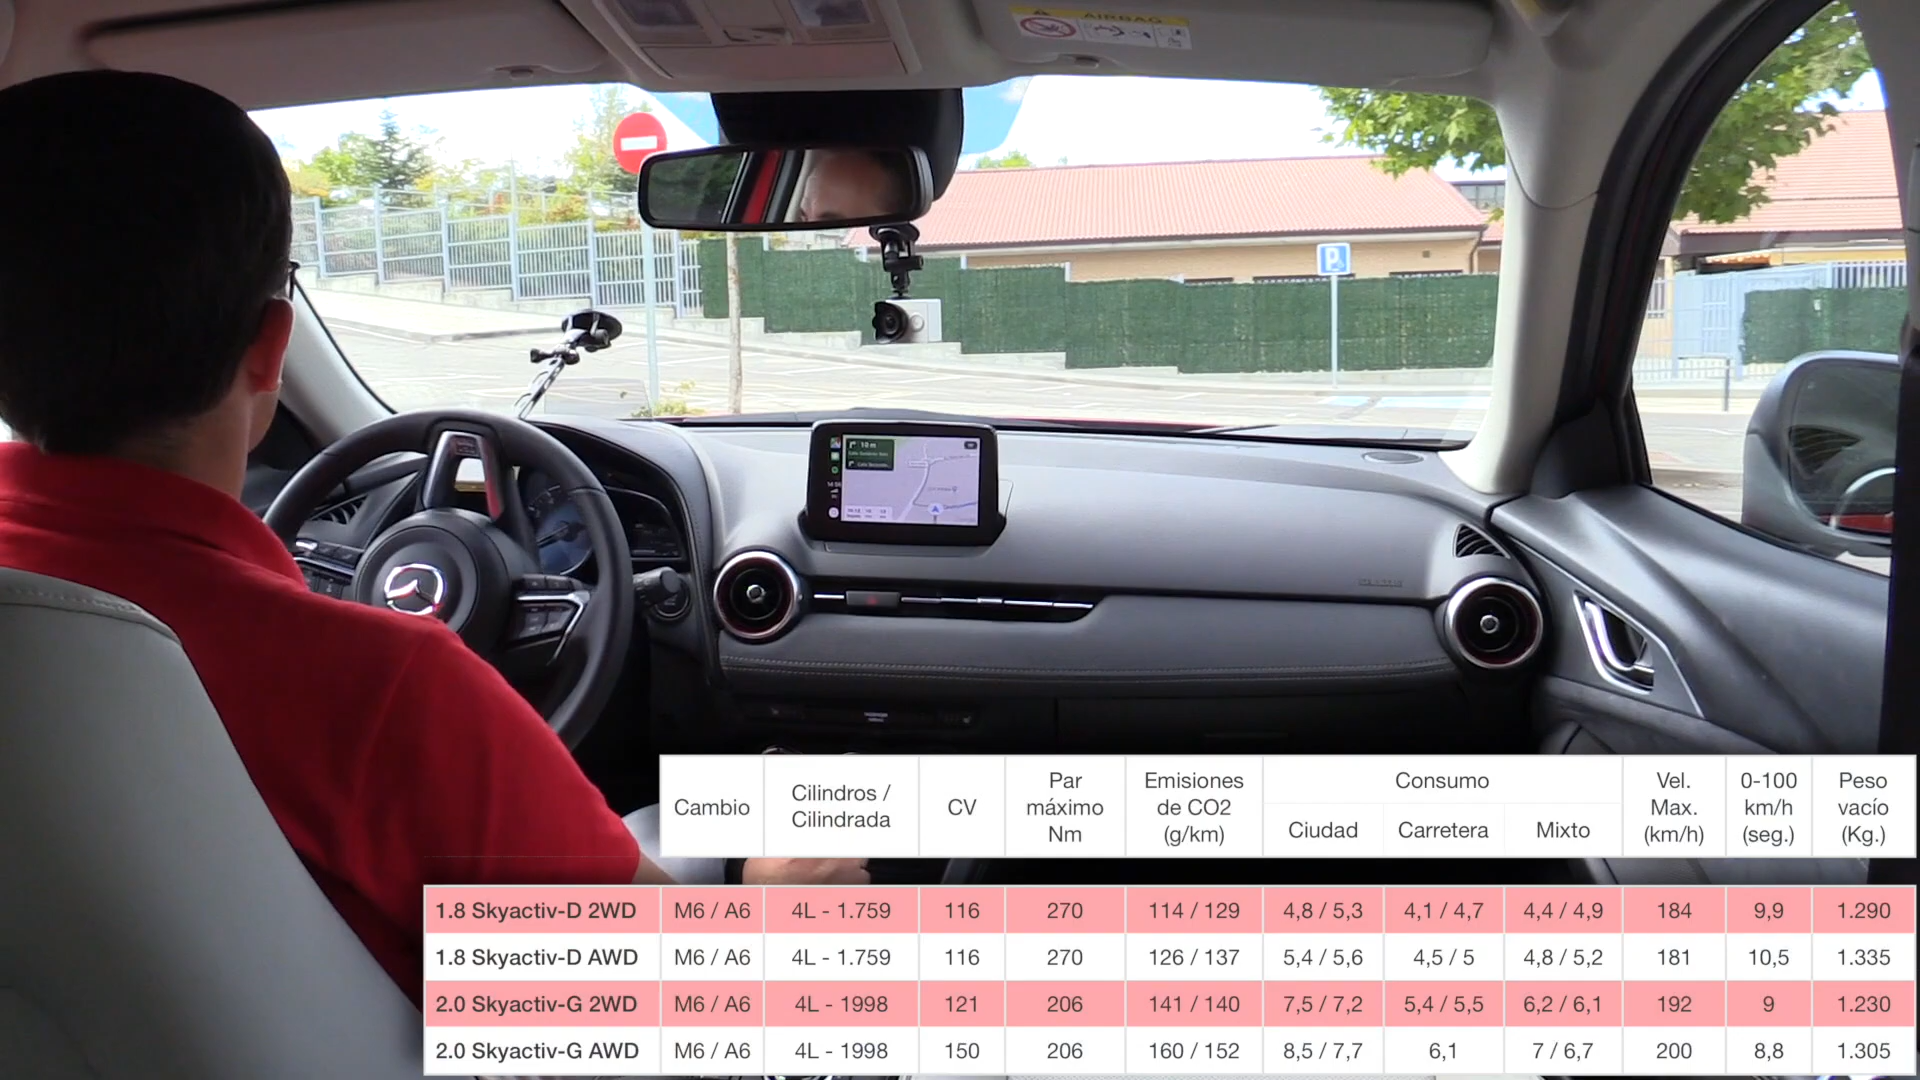 AIRBAG
P
10 m
Cambio
Cilindros /
Cilindrada
CV
Par
máximo
Nm
Emisiones
de CO2
(g/km)
Consumo
Ciudad
Carretera
Mixto
Vel.
Max.
(km/h)
0-100
km/h
(seg.)
Peso
vacío
(Kg.)
1.8 Skyactiv-D 2WD M6 / A6 4L - 1.759 116 270 114 / 129 4,8 / 5,3 4,1 / 4,7 4,4 / 4,9 184 9,9 1.290
1.8 Skyactiv-D AWD M6 / A6 4L - 1.759 116 270 126 / 137 5,4 / 5,6 4,5 / 5 4,8 / 5,2 181 10,5 1.335
2.0 Skyactiv-G 2WD M6 / A6 4L - 1998 121 206 141 / 140 7,5 / 7,2 5,4 / 5,5 6,2 / 6,1 192 9 1.230
2.0 Skyactiv-G AWD M6 / A6 4L - 1998 150 206 160 / 152 8,5 / 7,7 6,1 7 / 6,7 200 8,8 1.305